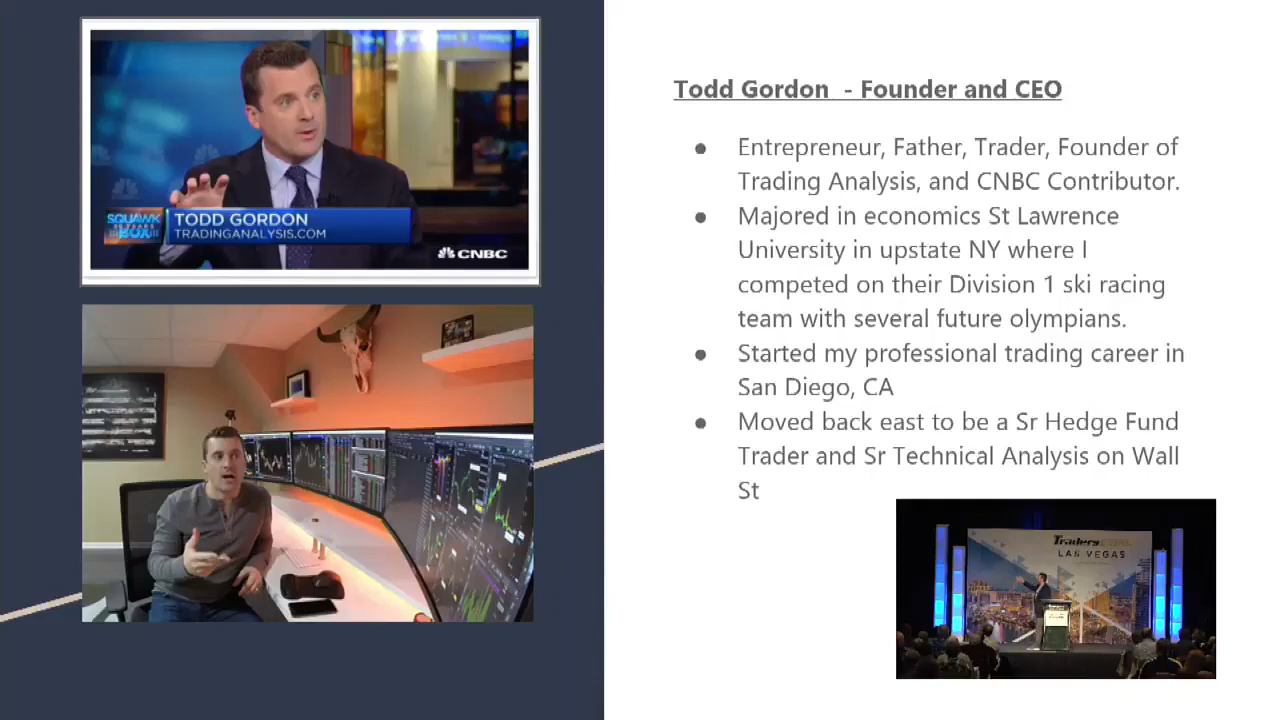 SQUAWK
BOX
TODD GORDON
TRADINGANALYSIS.COM
CNBC
Todd Gordon - Founder and CEO
● Entrepreneur, Father, Trader, Founder of
Trading Analysis, and CNBC Contributor.
● Majored in economics St Lawrence
University in upstate NY where I
competed on their Division 1 ski racing
team with several future olympians.
● Started my professional trading career in
San Diego, CA
● Moved back east to be a Sr Hedge Fund
Trader and Sr Technical Analysis on Wall
St
Traders
LAS VEGAS